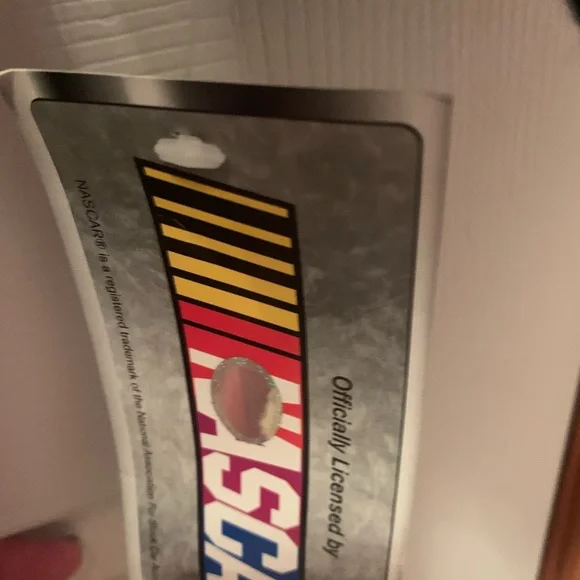 Officially Licensed by
NASCA
NASCAR® is a registered trademark of the National Association For Stock Car